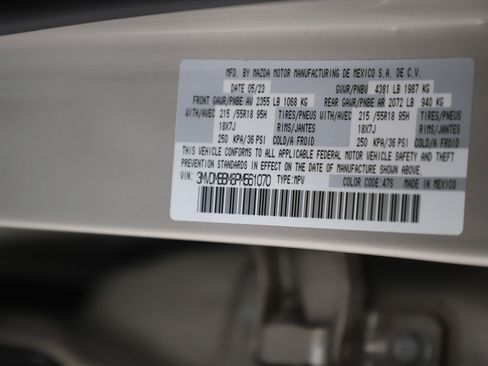 MFD. BY MAZDA MOTOR MANUFACTURING DE MEXICO S.A. DE C.V.
DATE 05/23 GVWR/PNBV 4381 LB 1987 KG
FRONT GAWR/PNBE AV 2355 LB 1068 KG REAR GAWR/PNBE AR 2072 LB 940 KG
WITH/AVEC 215/55R18 95H TIRES/PNEUS WITH/AVEC 215/55R18 95H TIRES/PNEUS
18X7J RIMS/JANTES 18X7J RIMS/JANTES
250 KPA/36 PSI COLD/A FROID 250 KPA/36 PSI COLD/A FROID
THIS VEHICLE CONFORMS TO ALL APPLICABLE FEDERAL MOTOR VEHICLE SAFETY AND THEFT
PREVENTION STANDARDS IN EFFECT ON THE DATE OF MANUFACTURE SHOWN ABOVE.
VIN: TYPE: MPV COLOR CODE: 47S MADE IN MEXICO